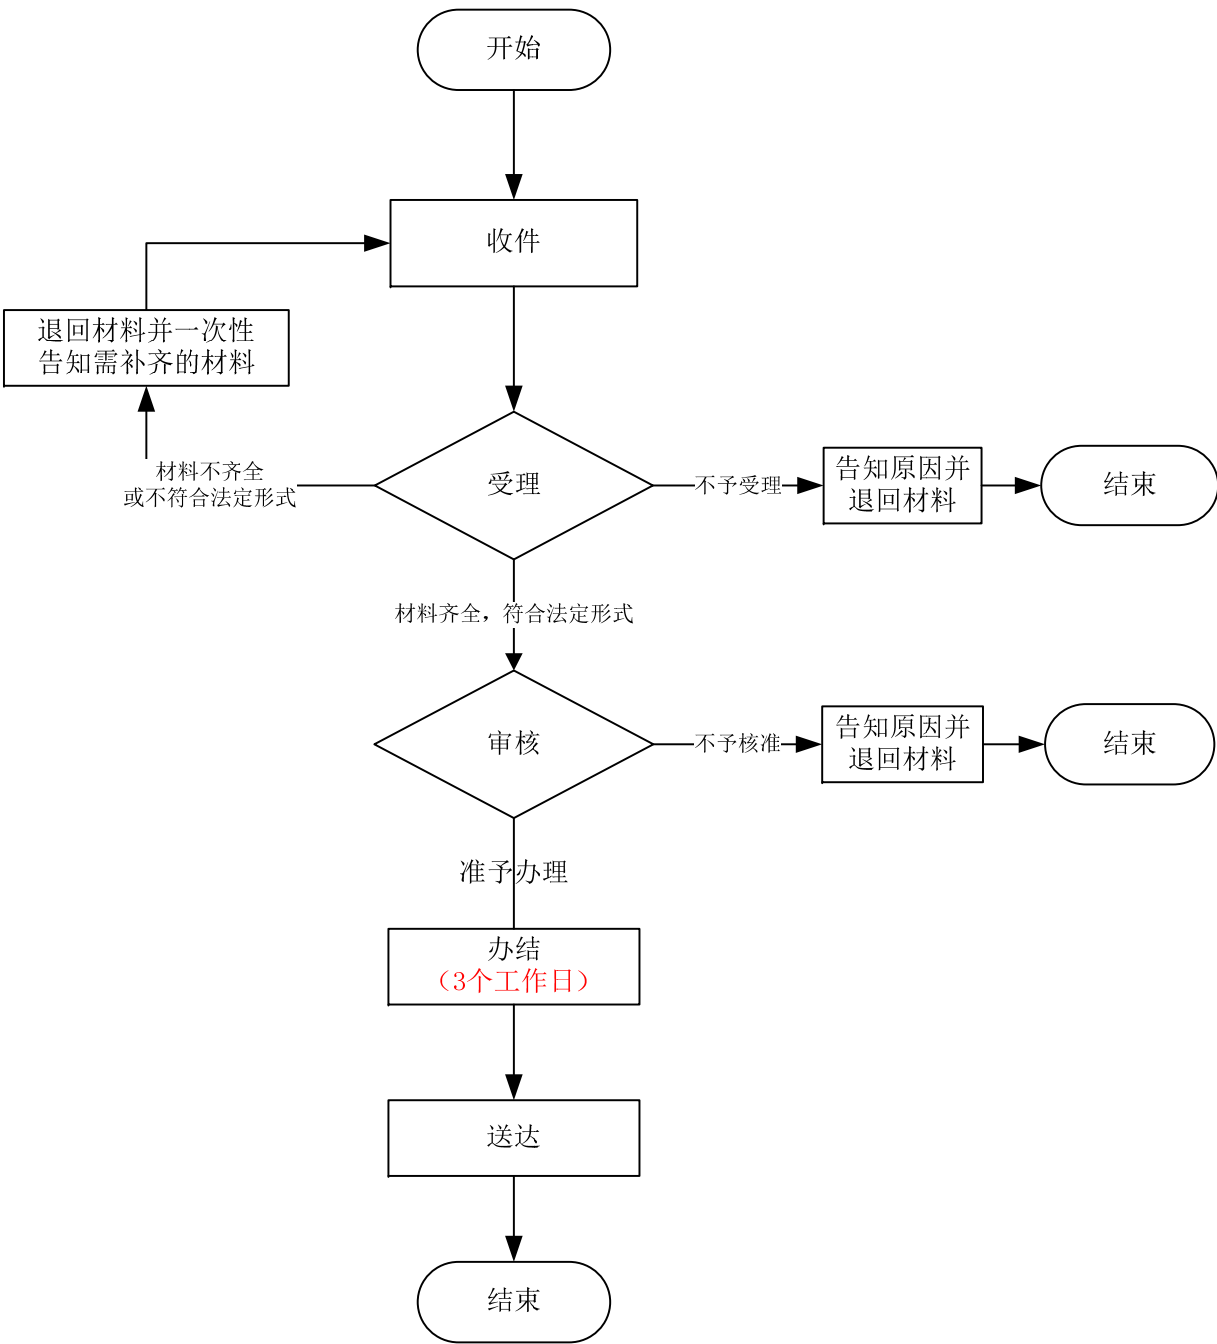 开始
收件
退回材料并一次性
告知需补齐的材料
材料不齐全
或不符合法定形式
受理
不予受理
告知原因并
退回材料
结束
材料齐全，符合法定形式
审核
不予核准
告知原因并
退回材料
结束
准予办理
办结
（3个工作日）
送达
结束